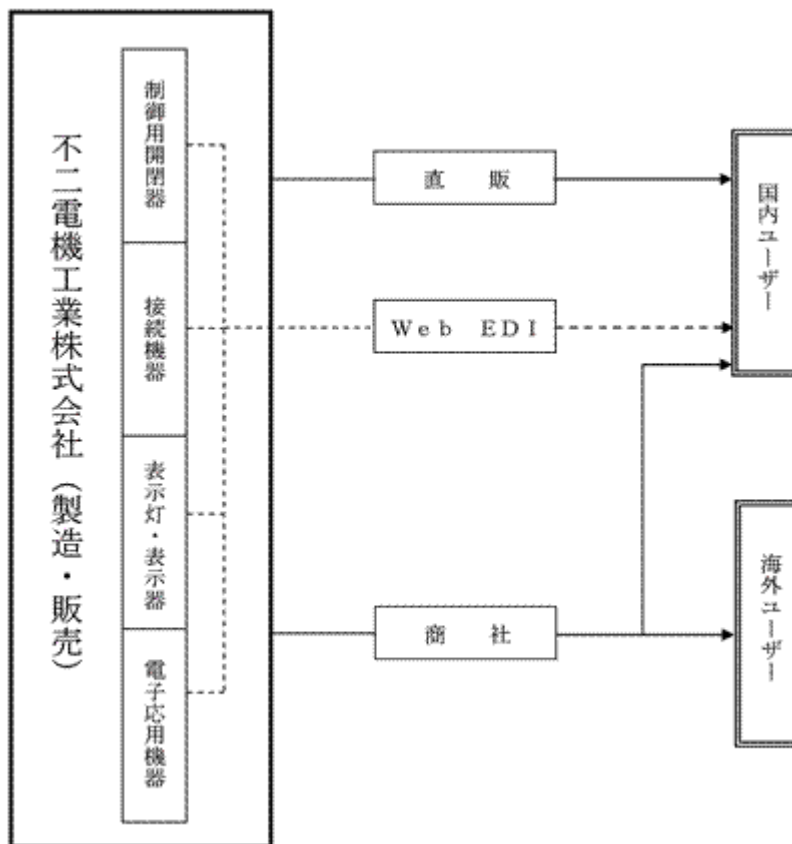 不二電機工業株式会社（製造・販売）
制御用開閉器
接続機器
表示灯・表示器
電子応用機器
直　販
Ｗｅｂ　ＥＤＩ
商　社
国内ユーザー
海外ユーザー